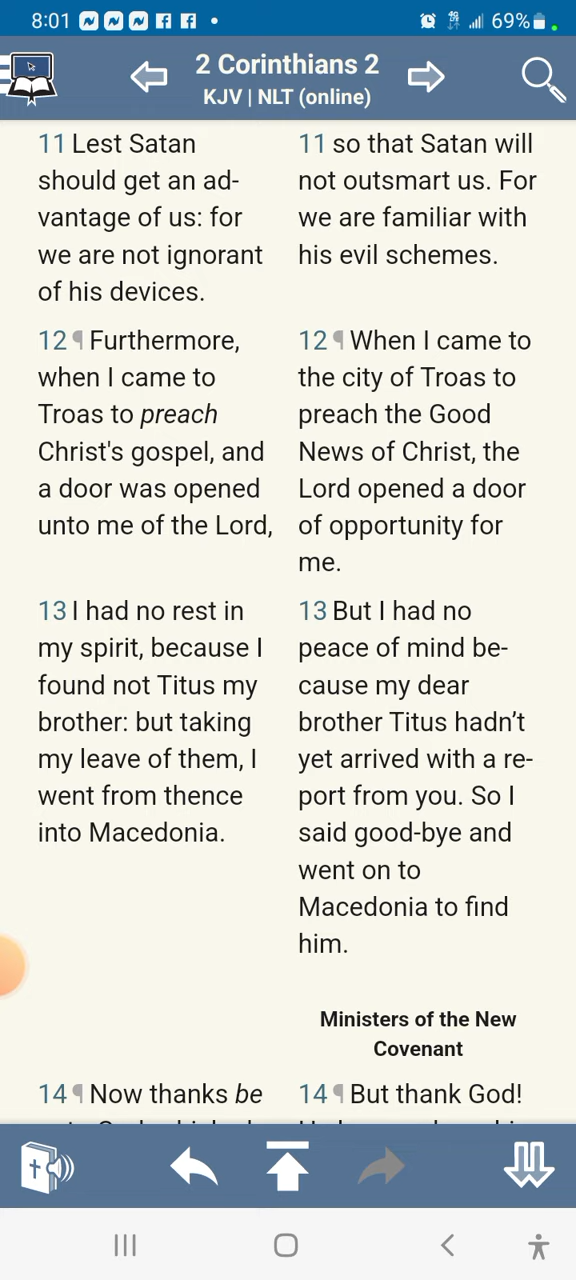 8:01
69%
2 Corinthians 2
KJV | NLT (online)
11 Lest Satan
should get an ad-
vantage of us: for
we are not ignorant
of his devices.
12 ¶ Furthermore,
when I came to
Troas to preach
Christ's gospel, and
a door was opened
unto me of the Lord,
13 I had no rest in
my spirit, because I
found not Titus my
brother: but taking
my leave of them, I
went from thence
into Macedonia.
14 ¶ Now thanks be
11 so that Satan will
not outsmart us. For
we are familiar with
his evil schemes.
12 ¶ When I came to
the city of Troas to
preach the Good
News of Christ, the
Lord opened a door
of opportunity for
me.
13 But I had no
peace of mind be-
cause my dear
brother Titus hadn’t
yet arrived with a re-
port from you. So I
said good-bye and
went on to
Macedonia to find
him.
Ministers of the New
Covenant
14 ¶ But thank God!